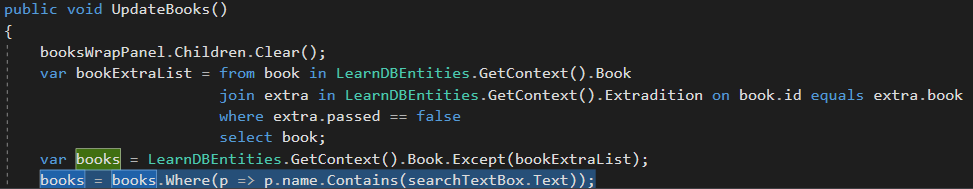 public void UpdateBooks()
{
booksWrapPanel.Children.Clear();
var bookExtraList = from book in LearnDBEntities.GetContext().Book
join extra in LearnDBEntities.GetContext().Extradition on book.id equals extra.book
where extra.passed == false
select book;
var books = LearnDBEntities.GetContext().Book.Except(bookExtraList);
books = books.Where(p => p.name.Contains(searchTextBox.Text));